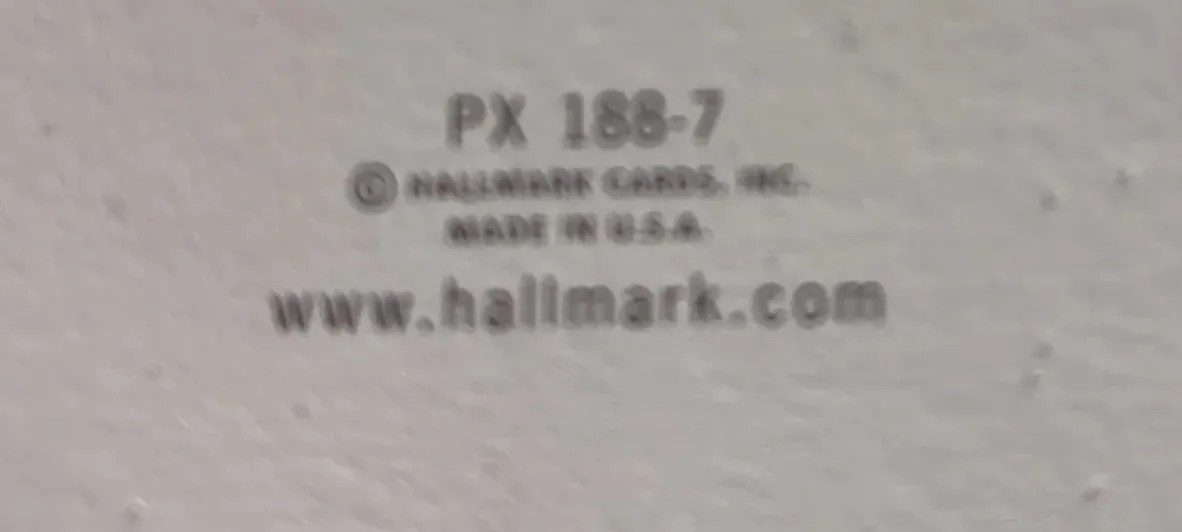 PX 188-7
© HALLMARK CARDS, INC.
MADE IN U.S.A.
www.hallmark.com